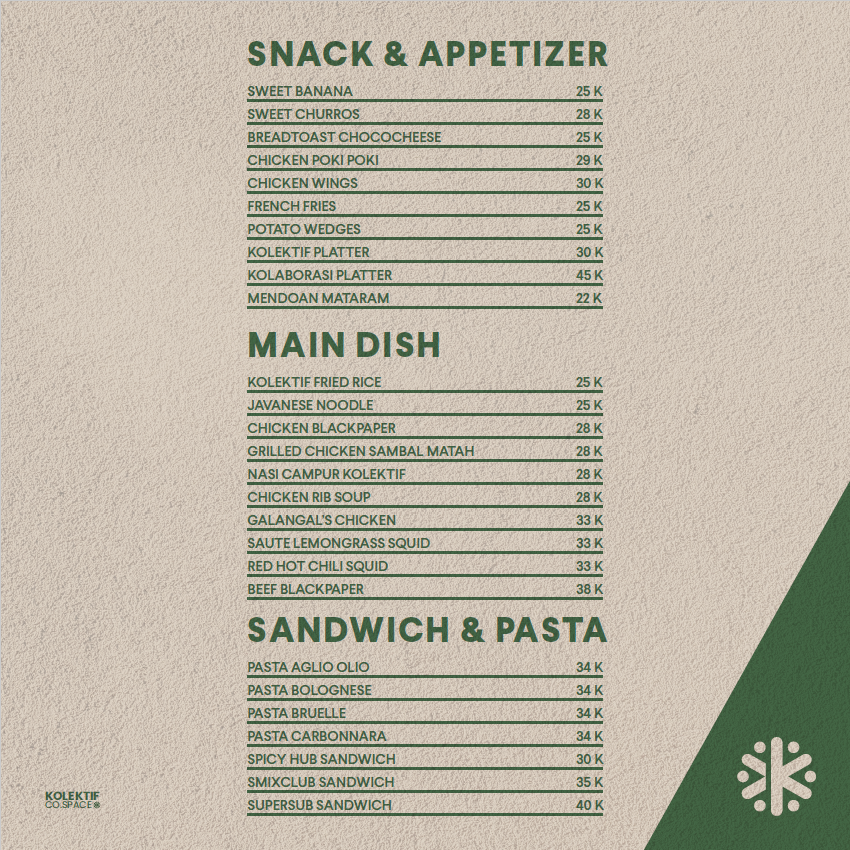 SNACK & APPETIZER
SWEET BANANA 25 K
SWEET CHURROS 28 K
BREADTOAST CHOCOCHEESE 25 K
CHICKEN POKI POKI 29 K
CHICKEN WINGS 30 K
FRENCH FRIES 25 K
POTATO WEDGES 25 K
KOLEKTIF PLATTER 30 K
KOLABORASI PLATTER 45 K
MENDOAN MATARAM 22 K
MAIN DISH
KOLEKTIF FRIED RICE 25 K
JAVANESE NOODLE 25 K
CHICKEN BLACKPAPER 28 K
GRILLED CHICKEN SAMBAL MATAH 28 K
NASI CAMPUR KOLEKTIF 28 K
CHICKEN RIB SOUP 28 K
GALANGAL'S CHICKEN 33 K
SAUTE LEMONGRASS SQUID 33 K
RED HOT CHILI SQUID 33 K
BEEF BLACKPAPER 38 K
SANDWICH & PASTA
PASTA AGLIO OLIO 34 K
PASTA BOLOGNESE 34 K
PASTA BRUELLE 34 K
PASTA CARBONNARA 34 K
SPICY HUB SANDWICH 30 K
SMIXCLUB SANDWICH 35 K
SUPERSUB SANDWICH 40 K
KOLEKTIF
CO.SPACE